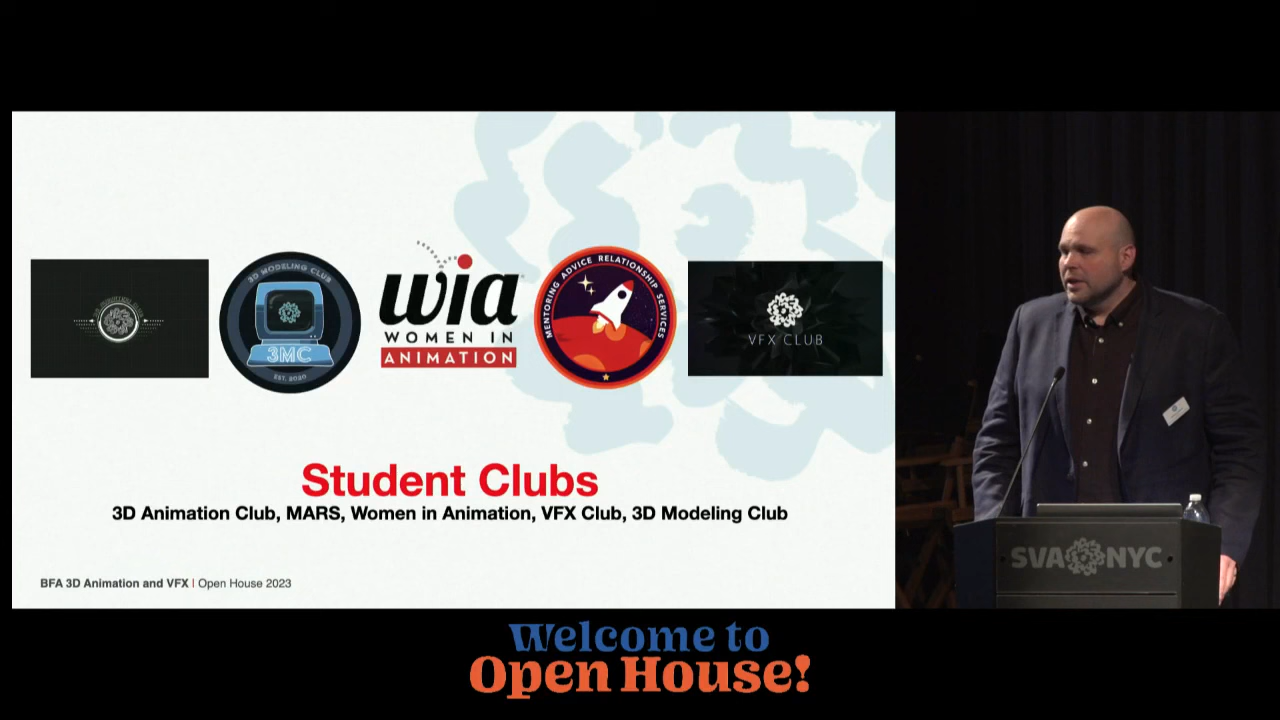 3D MODELING CLUB
3MC
EST. 2020
wia
WOMEN IN
ANIMATION
MENTORING ADVICE RELATIONSHIP SERVICES
VFX CLUB
Student Clubs
3D Animation Club, MARS, Women in Animation, VFX Club, 3D Modeling Club
BFA 3D Animation and VFX | Open House 2023
SVA NYC
Welcome to
Open House!